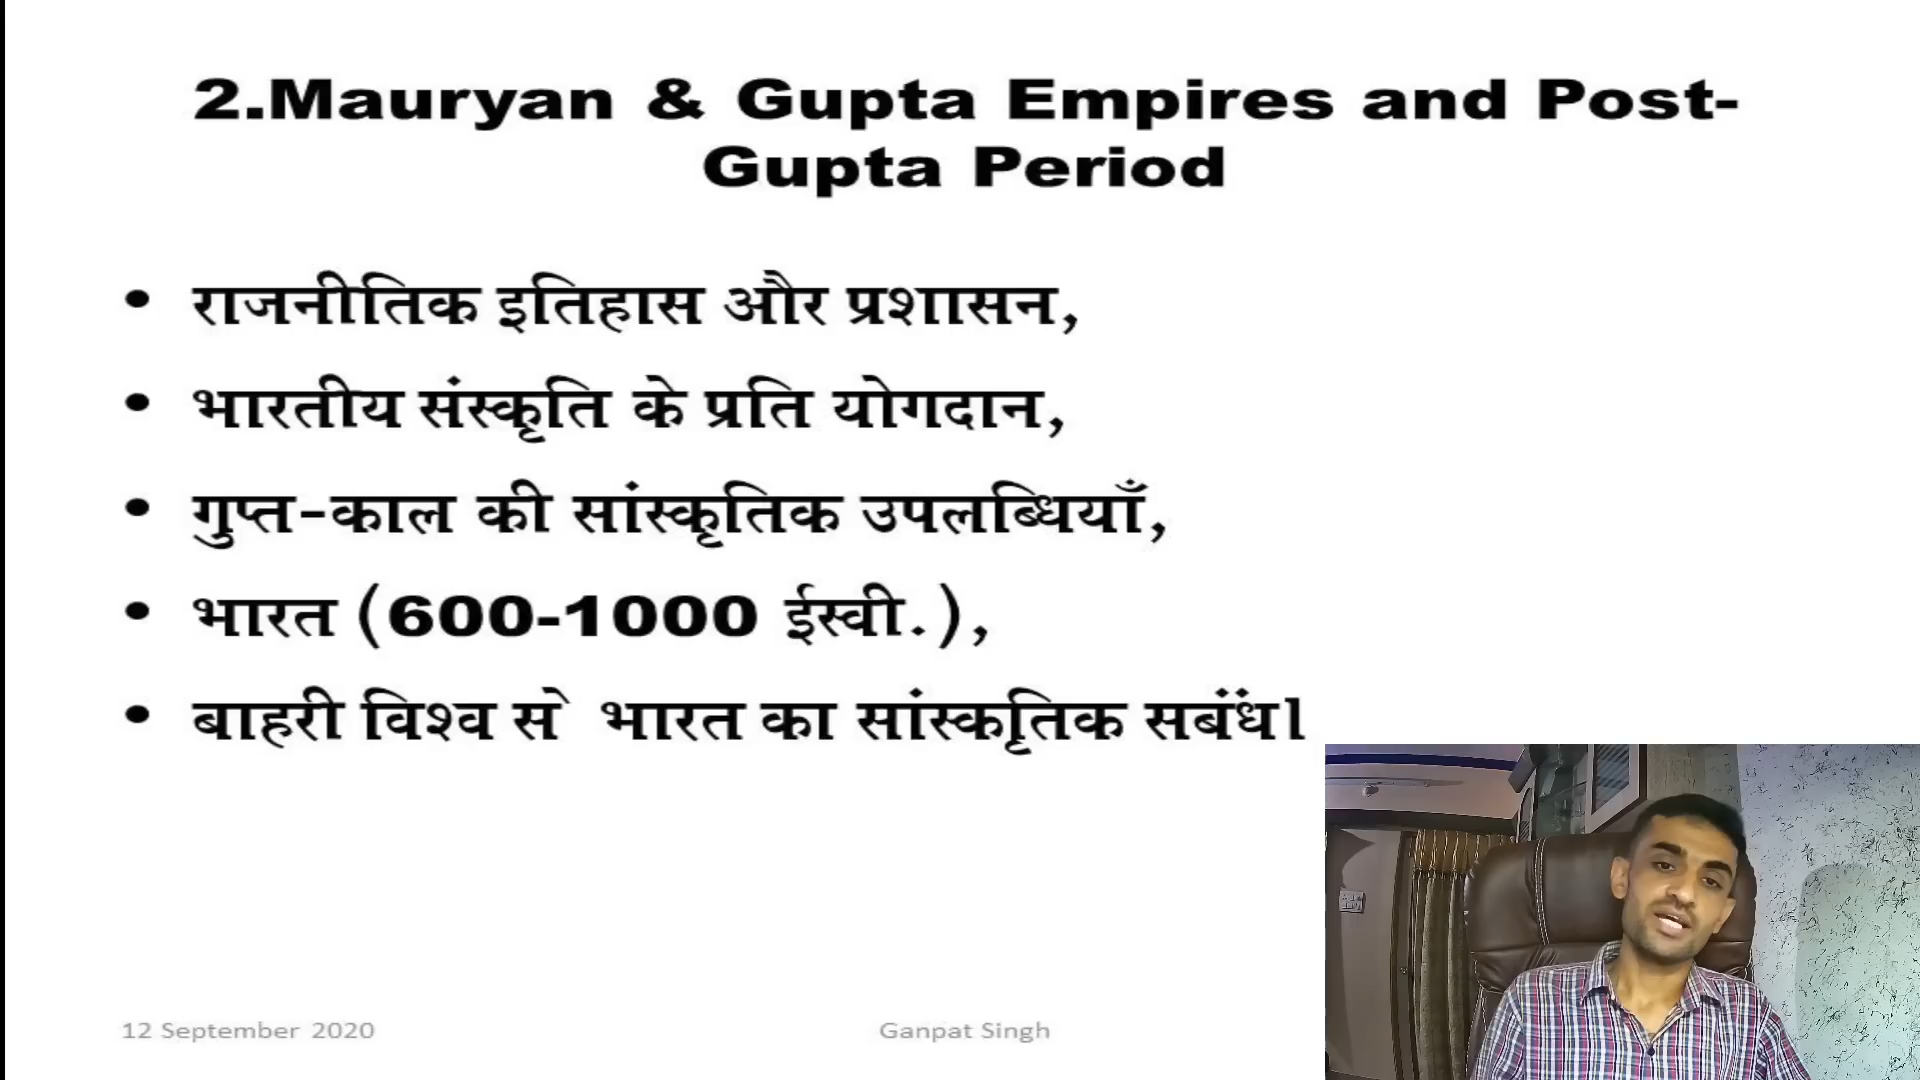 2.Mauryan & Gupta Empires and Post-
Gupta Period
• राजनीतिक इतिहास और प्रशासन,
• भारतीय संस्कृति के प्रति योगदान,
• गुप्त-काल की सांस्कृतिक उपलब्धियाँ,
• भारत (600-1000 ईस्वी.),
• बाहरी विश्व से भारत का सांस्कृतिक सबंंध।
12 September 2020
Ganpat Singh